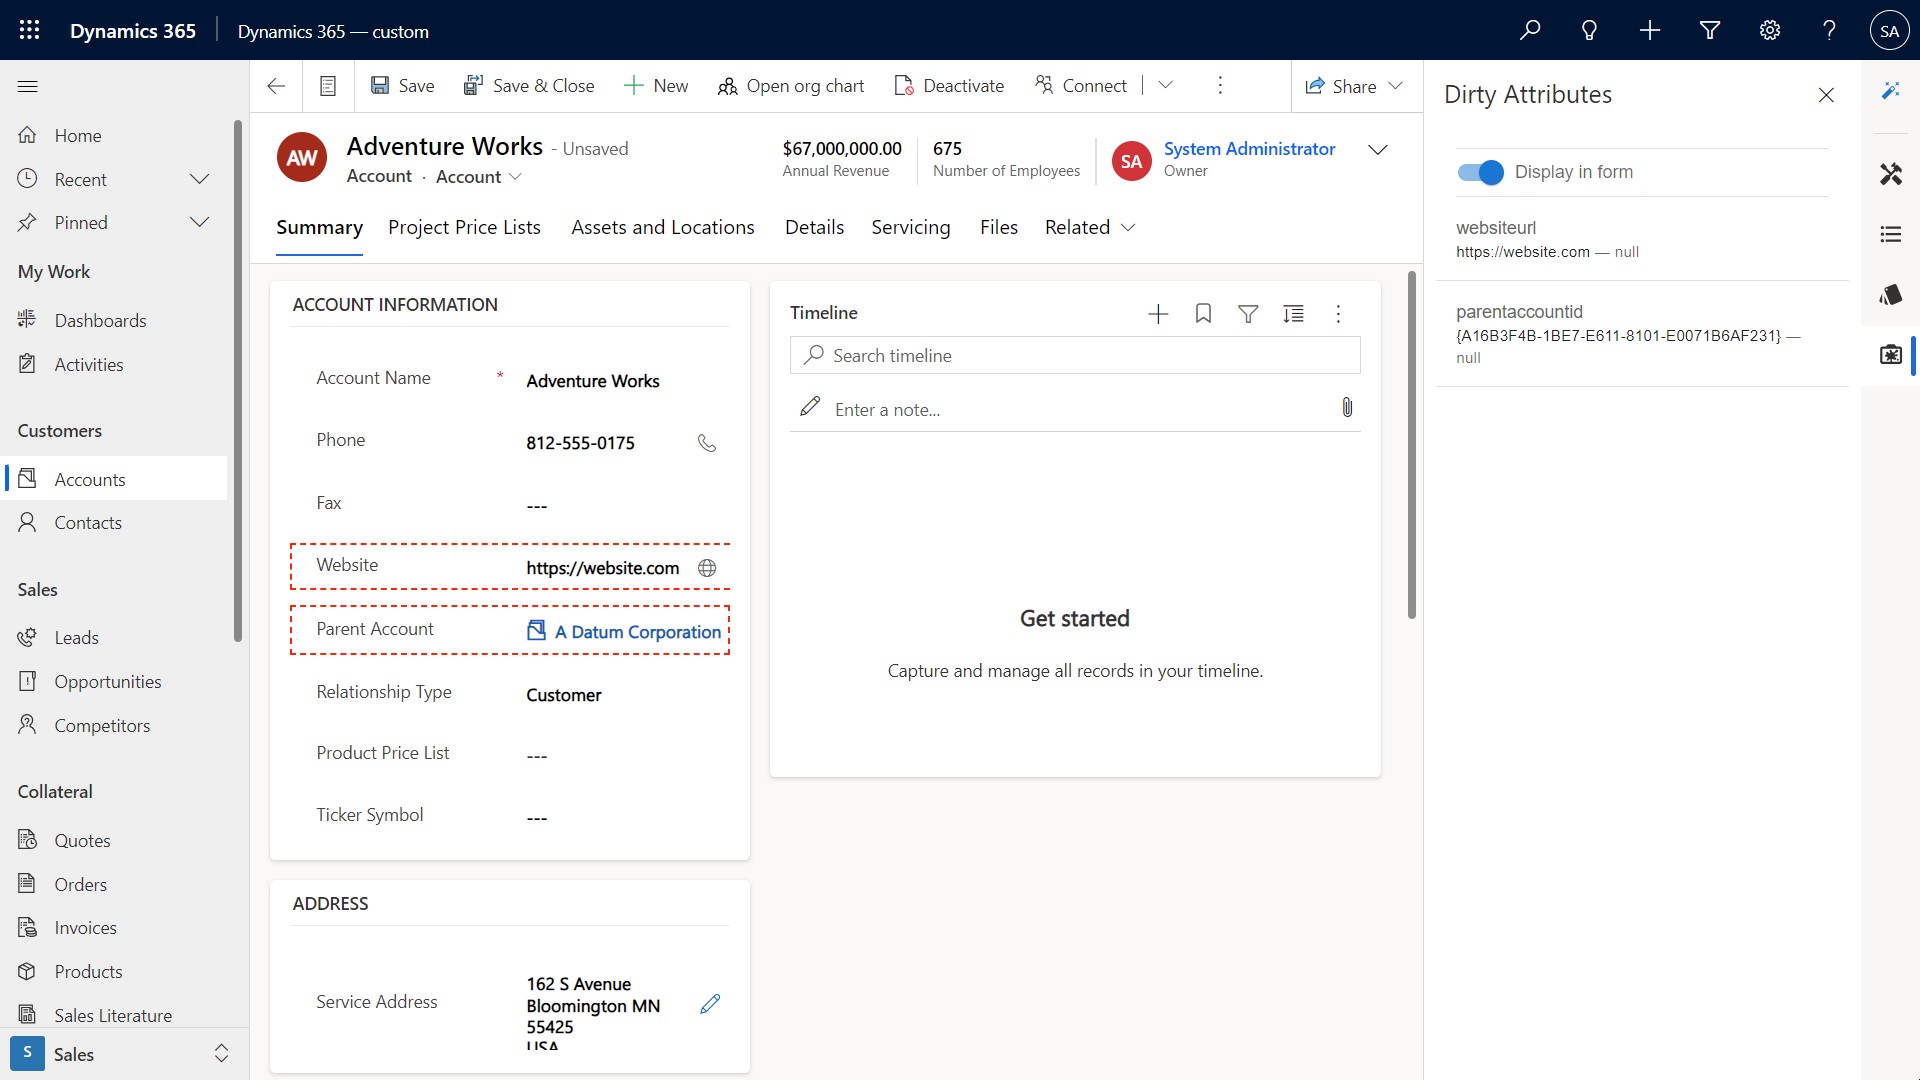 Dynamics 365
Dynamics 365 — custom
SA
Home
Recent
Pinned
My Work
Dashboards
Activities
Customers
Accounts
Contacts
Sales
Leads
Opportunities
Competitors
Collateral
Quotes
Orders
Invoices
Products
Sales Literature
S
Sales
Save
Save & Close
New
Open org chart
Deactivate
Connect
Share
AW
Adventure Works - Unsaved
Account · Account
$67,000,000.00
Annual Revenue
675
Number of Employees
SA
System Administrator
Owner
Summary
Project Price Lists
Assets and Locations
Details
Servicing
Files
Related
ACCOUNT INFORMATION
Account Name * Adventure Works
Phone 812-555-0175
Fax ---
Website https://website.com
Parent Account A Datum Corporation
Relationship Type Customer
Product Price List ---
Ticker Symbol ---
ADDRESS
Service Address
162 S Avenue
Bloomington MN
55425
USA
Timeline
Search timeline
Enter a note...
Get started
Capture and manage all records in your timeline.
Dirty Attributes
Display in form
websiteurl
https://website.com — null
parentaccountid
{A16B3F4B-1BE7-E611-8101-E0071B6AF231} —
null